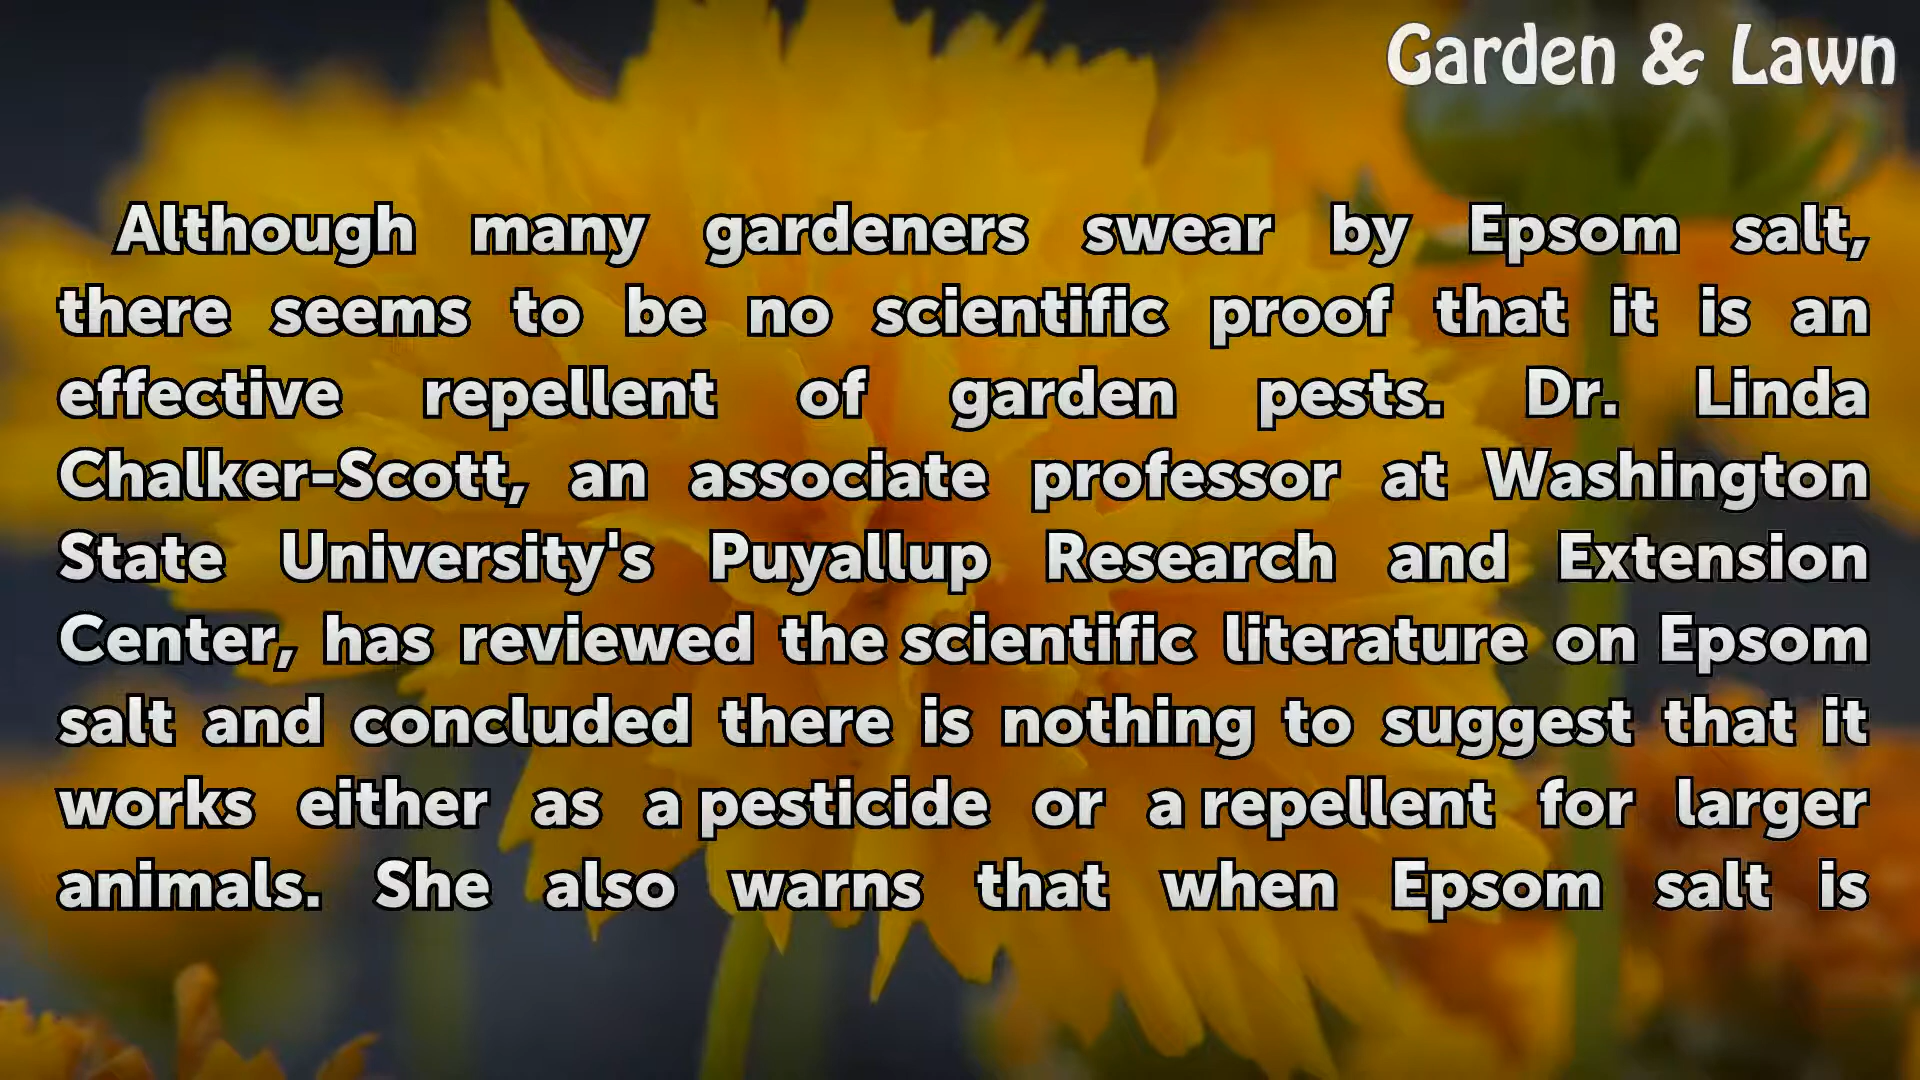 Garden & Lawn
Although many gardeners swear by Epsom salt,
there seems to be no scientific proof that it is an
effective repellent of garden pests. Dr. Linda
Chalker-Scott, an associate professor at Washington
State University's Puyallup Research and Extension
Center, has reviewed the scientific literature on Epsom
salt and concluded there is nothing to suggest that it
works either as a pesticide or a repellent for larger
animals. She also warns that when Epsom salt is